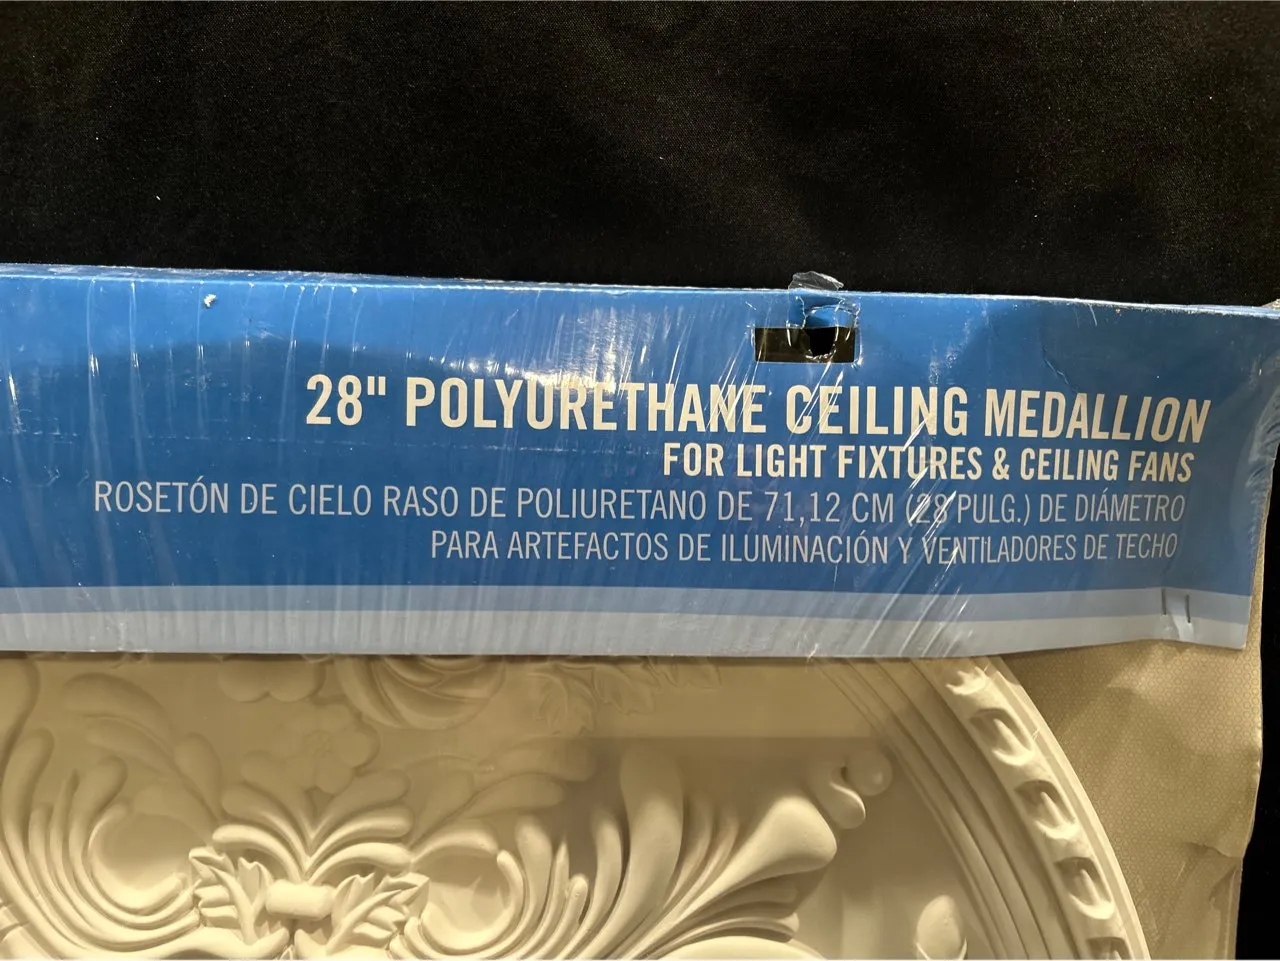 28" POLYURETHANE CEILING MEDALLION
FOR LIGHT FIXTURES & CEILING FANS
ROSETÓN DE CIELO RASO DE POLIURETANO DE 71,12 CM (28 PULG.) DE DIÁMETRO
PARA ARTEFACTOS DE ILUMINACIÓN Y VENTILADORES DE TECHO